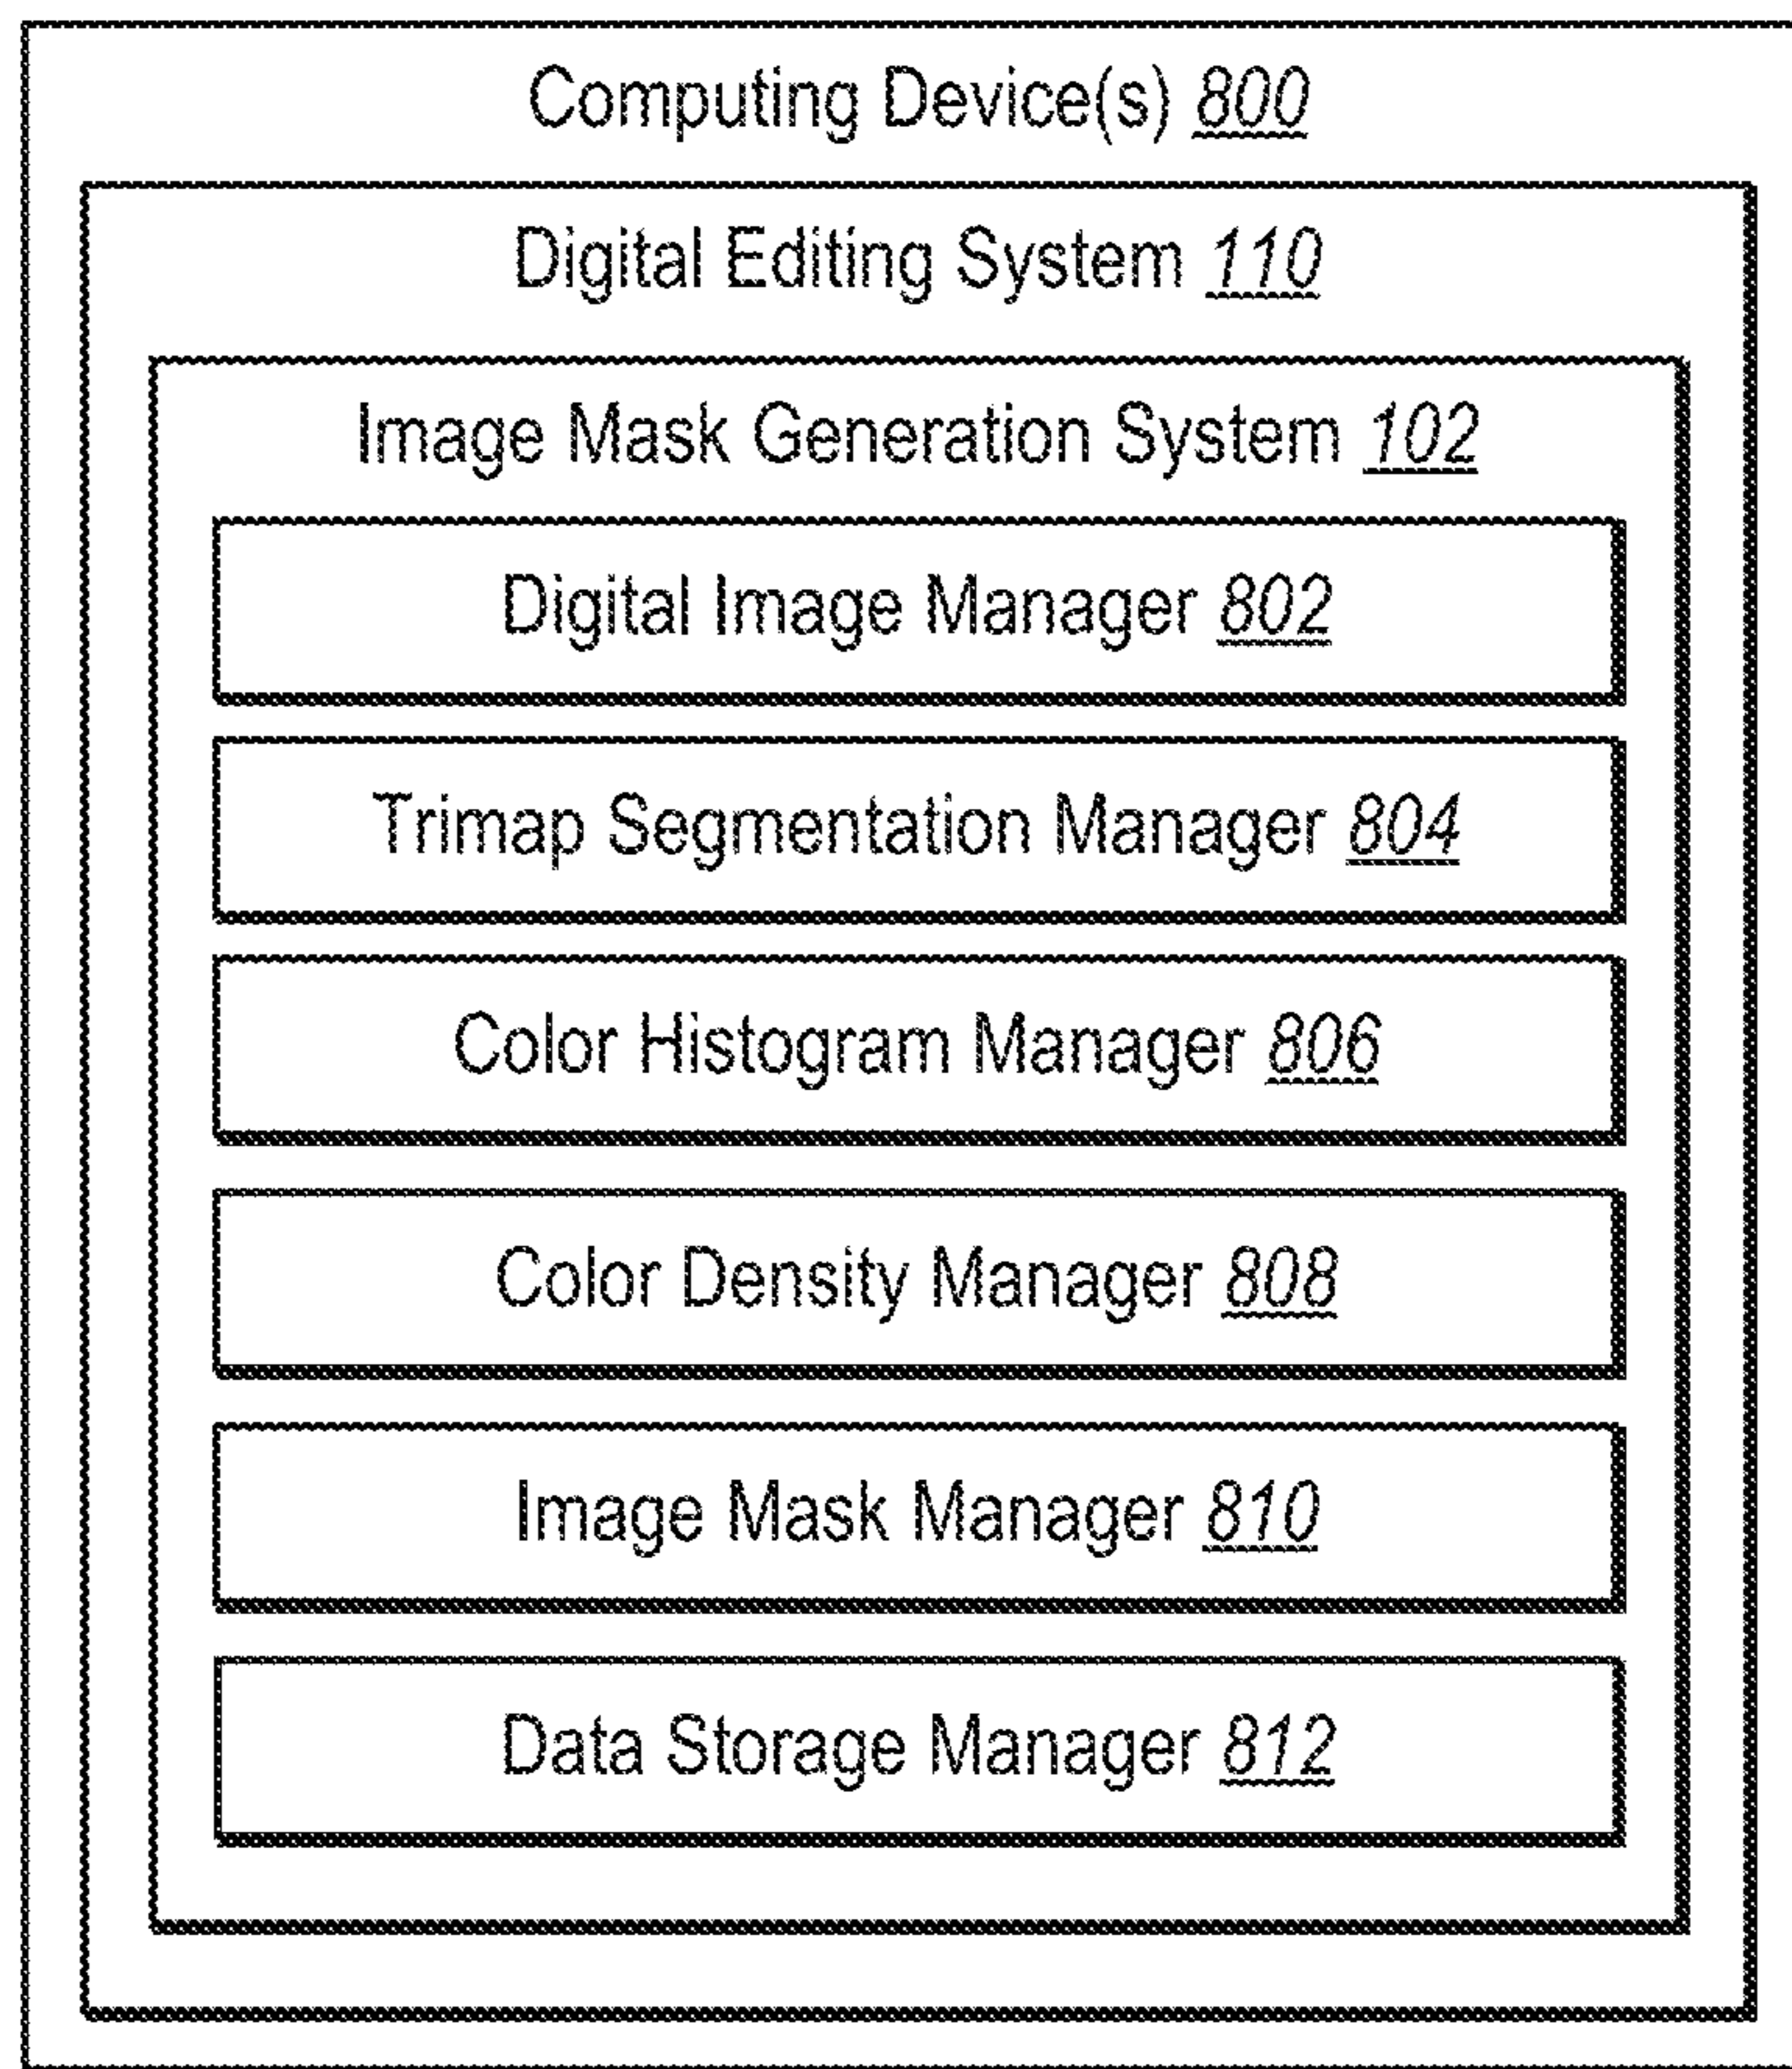 Computing Device(s) 800
Digital Editing System 110
Image Mask Generation System 102
Digital Image Manager 802
Trimap Segmentation Manager 804
Color Histogram Manager 806
Color Density Manager 808
Image Mask Manager 810
Data Storage Manager 812